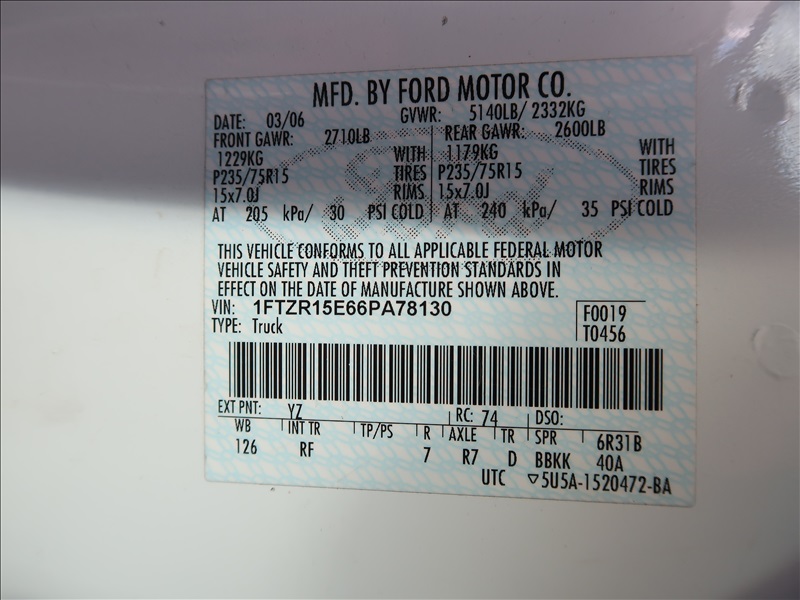 MFD. BY FORD MOTOR CO.
DATE: 03/06 GVWR: 5140LB/ 2332KG
FRONT GAWR: 2710LB REAR GAWR: 2600LB
1229KG WITH 1179KG WITH
P235/75R15 TIRES P235/75R15 TIRES
15x7.0J RIMS 15x7.0J RIMS
AT 205 kPa/ 30 PSI COLD AT 240 kPa/ 35 PSI COLD
THIS VEHICLE CONFORMS TO ALL APPLICABLE FEDERAL MOTOR
VEHICLE SAFETY AND THEFT PREVENTION STANDARDS IN
EFFECT ON THE DATE OF MANUFACTURE SHOWN ABOVE.
VIN: 1FTZR15E66PA78130 F0019
TYPE: Truck T0456
EXT PNT: YZ RC: 74 DSO:
WB INT TR TP/PS R AXLE TR SPR 6R31B
126 RF 7 R7 D BBKK 40A
UTC ▽5U5A-1520472-BA